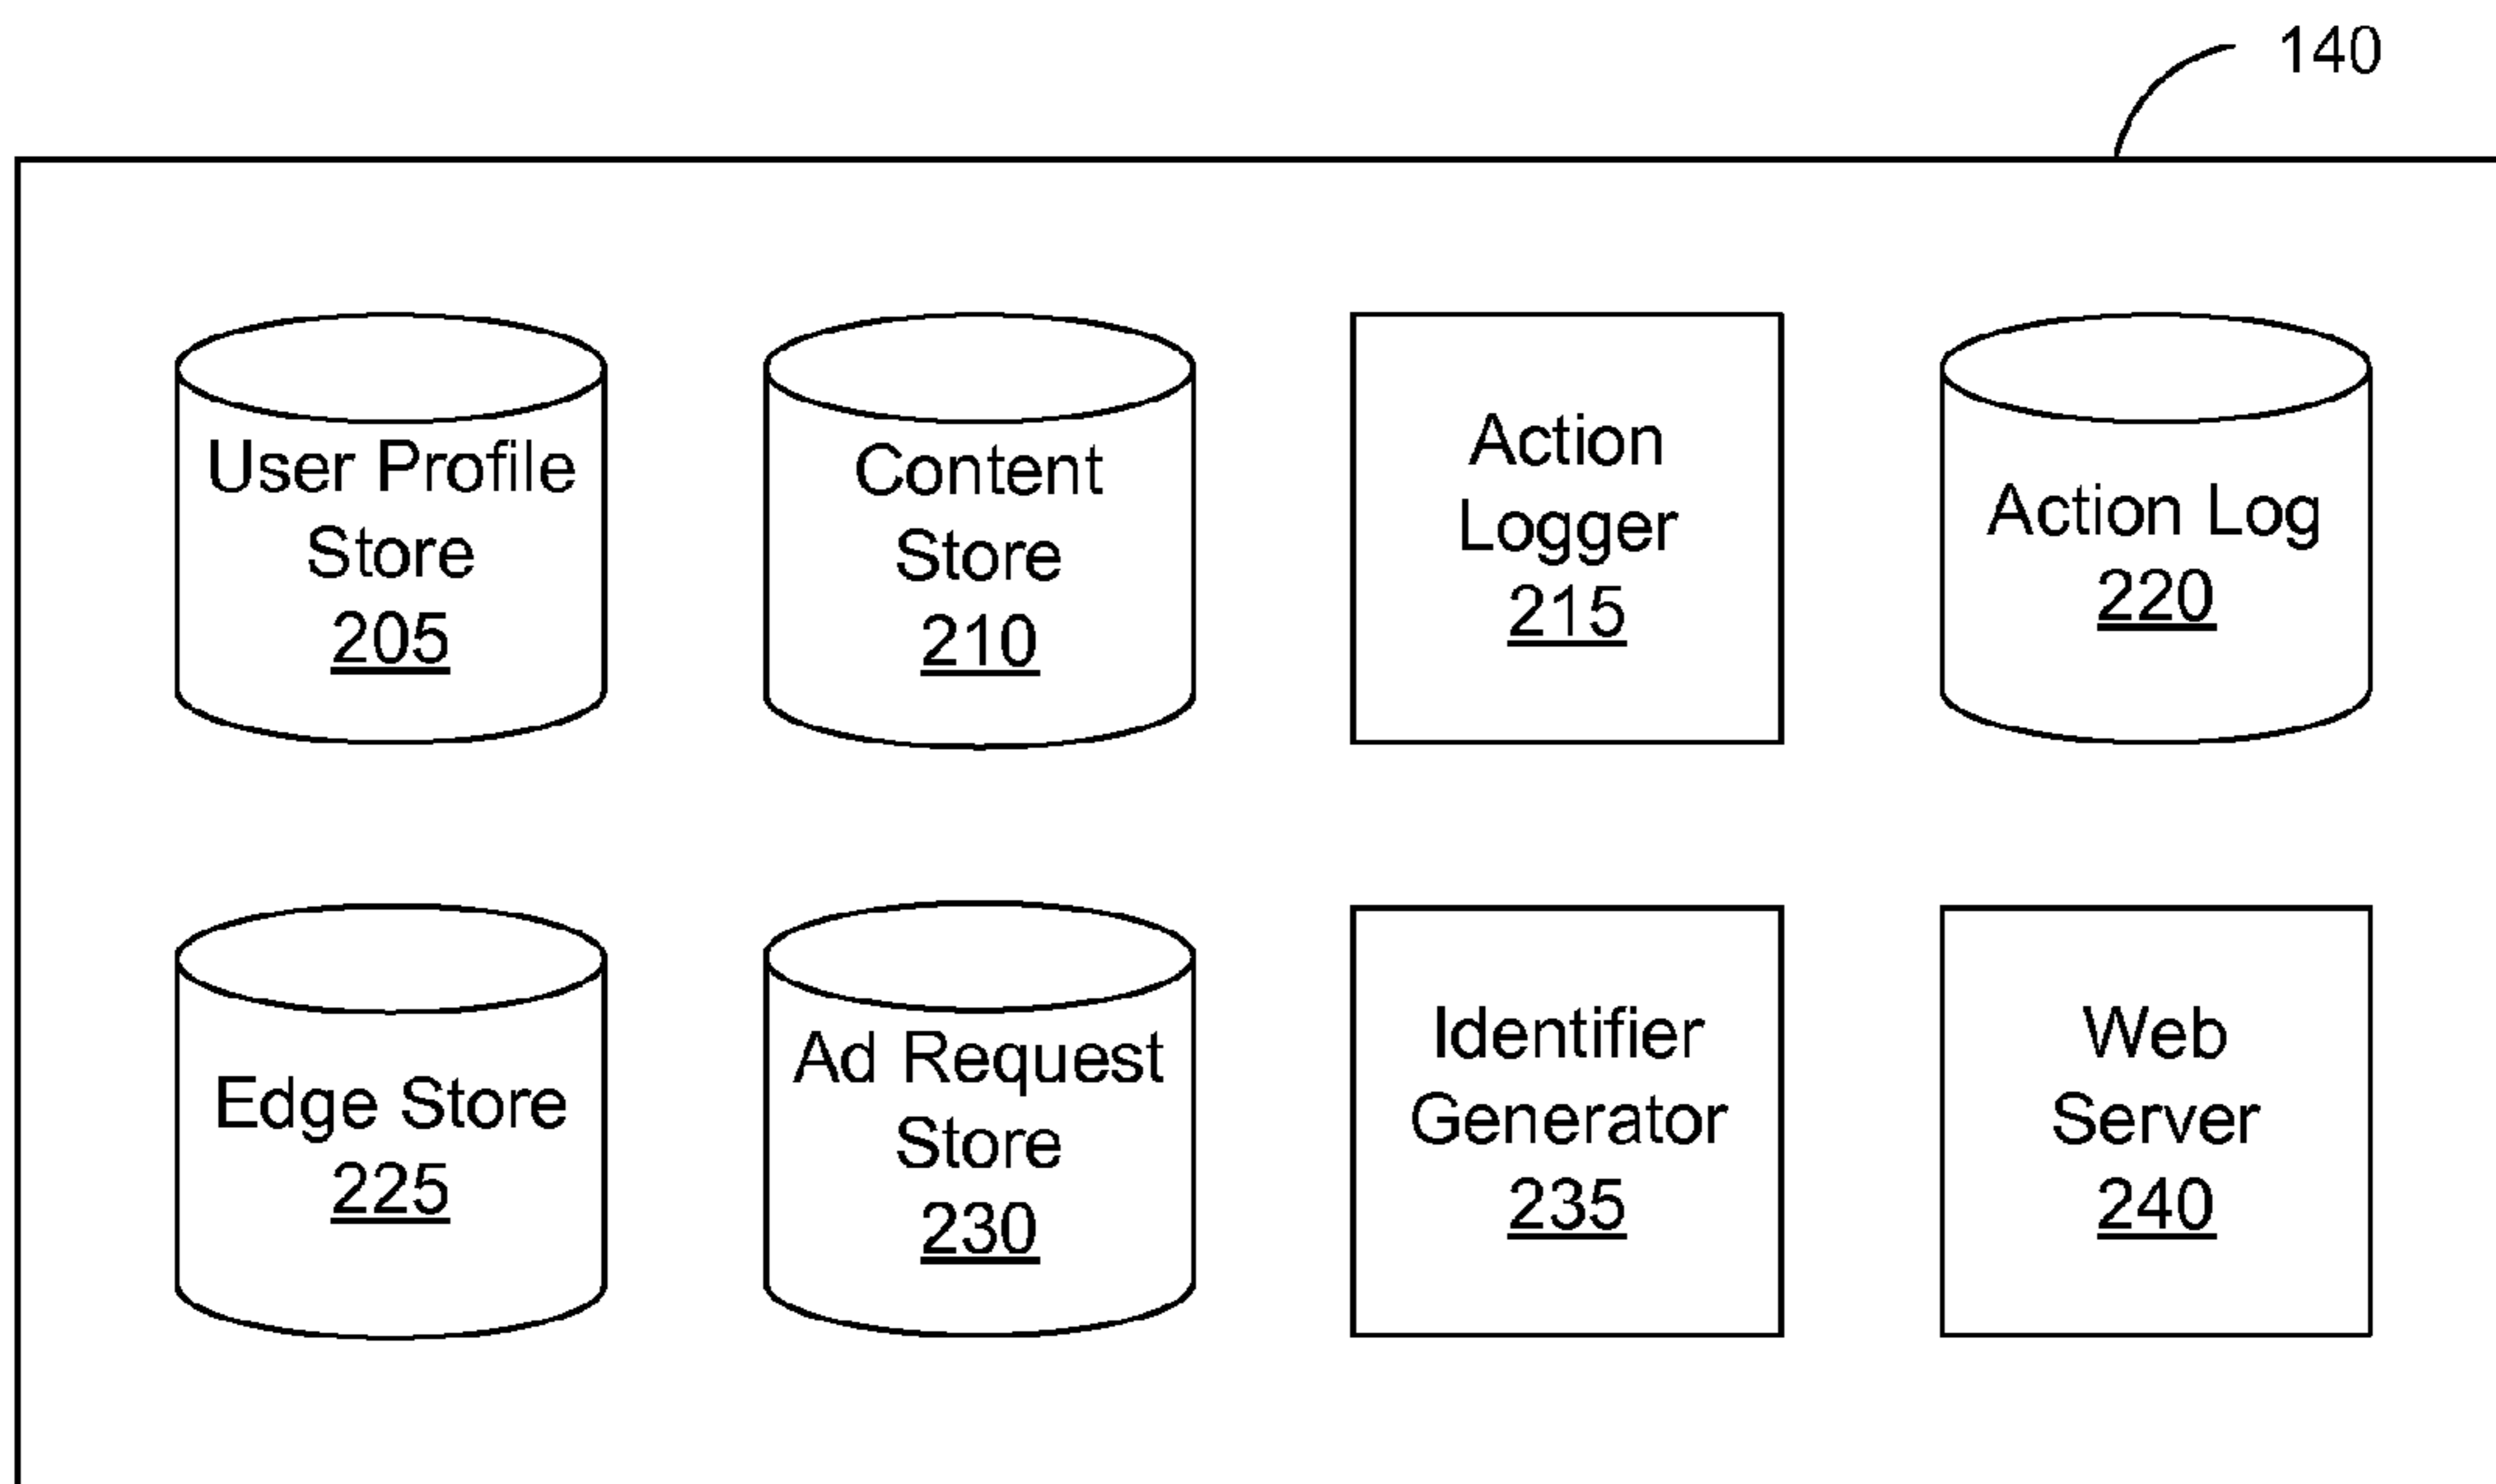 140
User Profile
Store
205
Content
Store
210
Action
Logger
215
Action Log
220
Edge Store
225
Ad Request
Store
230
Identifier
Generator
235
Web
Server
240